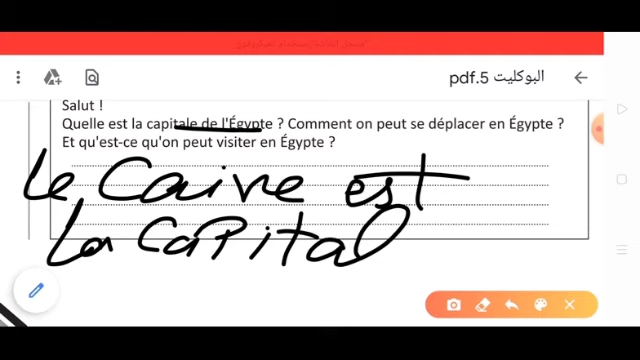 البوكليت 5.pdf
Salut !
Quelle est la capitale de l'Égypte ? Comment on peut se déplacer en Égypte ?
Et qu'est-ce qu'on peut visiter en Égypte ?
Le Caire est
La Capital